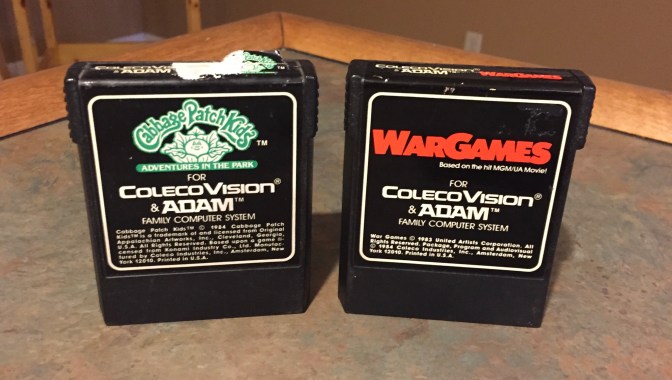 COLECOVISION®
& ADAM™
Cabbage Patch Kids
™
ADVENTURES IN THE PARK
FOR
COLECOVISION®
& ADAM™
FAMILY COMPUTER SYSTEM
Cabbage Patch Kids™ © 1984 Cabbage Patch
Kids™ is a trademark of and licensed from Original
Appalachian Artworks, Inc., Cleveland, Georgia,
U.S.A. All Rights Reserved. Based upon a game li-
censed from Konami Industry Co., Ltd. Manufac-
tured by Coleco Industries, Inc., Amsterdam, New
York 12010. Printed in U.S.A.
COLECOVISION®
& ADAM™
WARGAMES
WARGAMES
Based on the hit MGM/UA Movie!
FOR
COLECOVISION®
& ADAM™
FAMILY COMPUTER SYSTEM
War Games © 1983 United Artists Corporation. All
Rights Reserved. Package, Program and Audiovisual
© 1984 Coleco Industries, Inc., Amsterdam, New
York 12010. Printed in U.S.A.